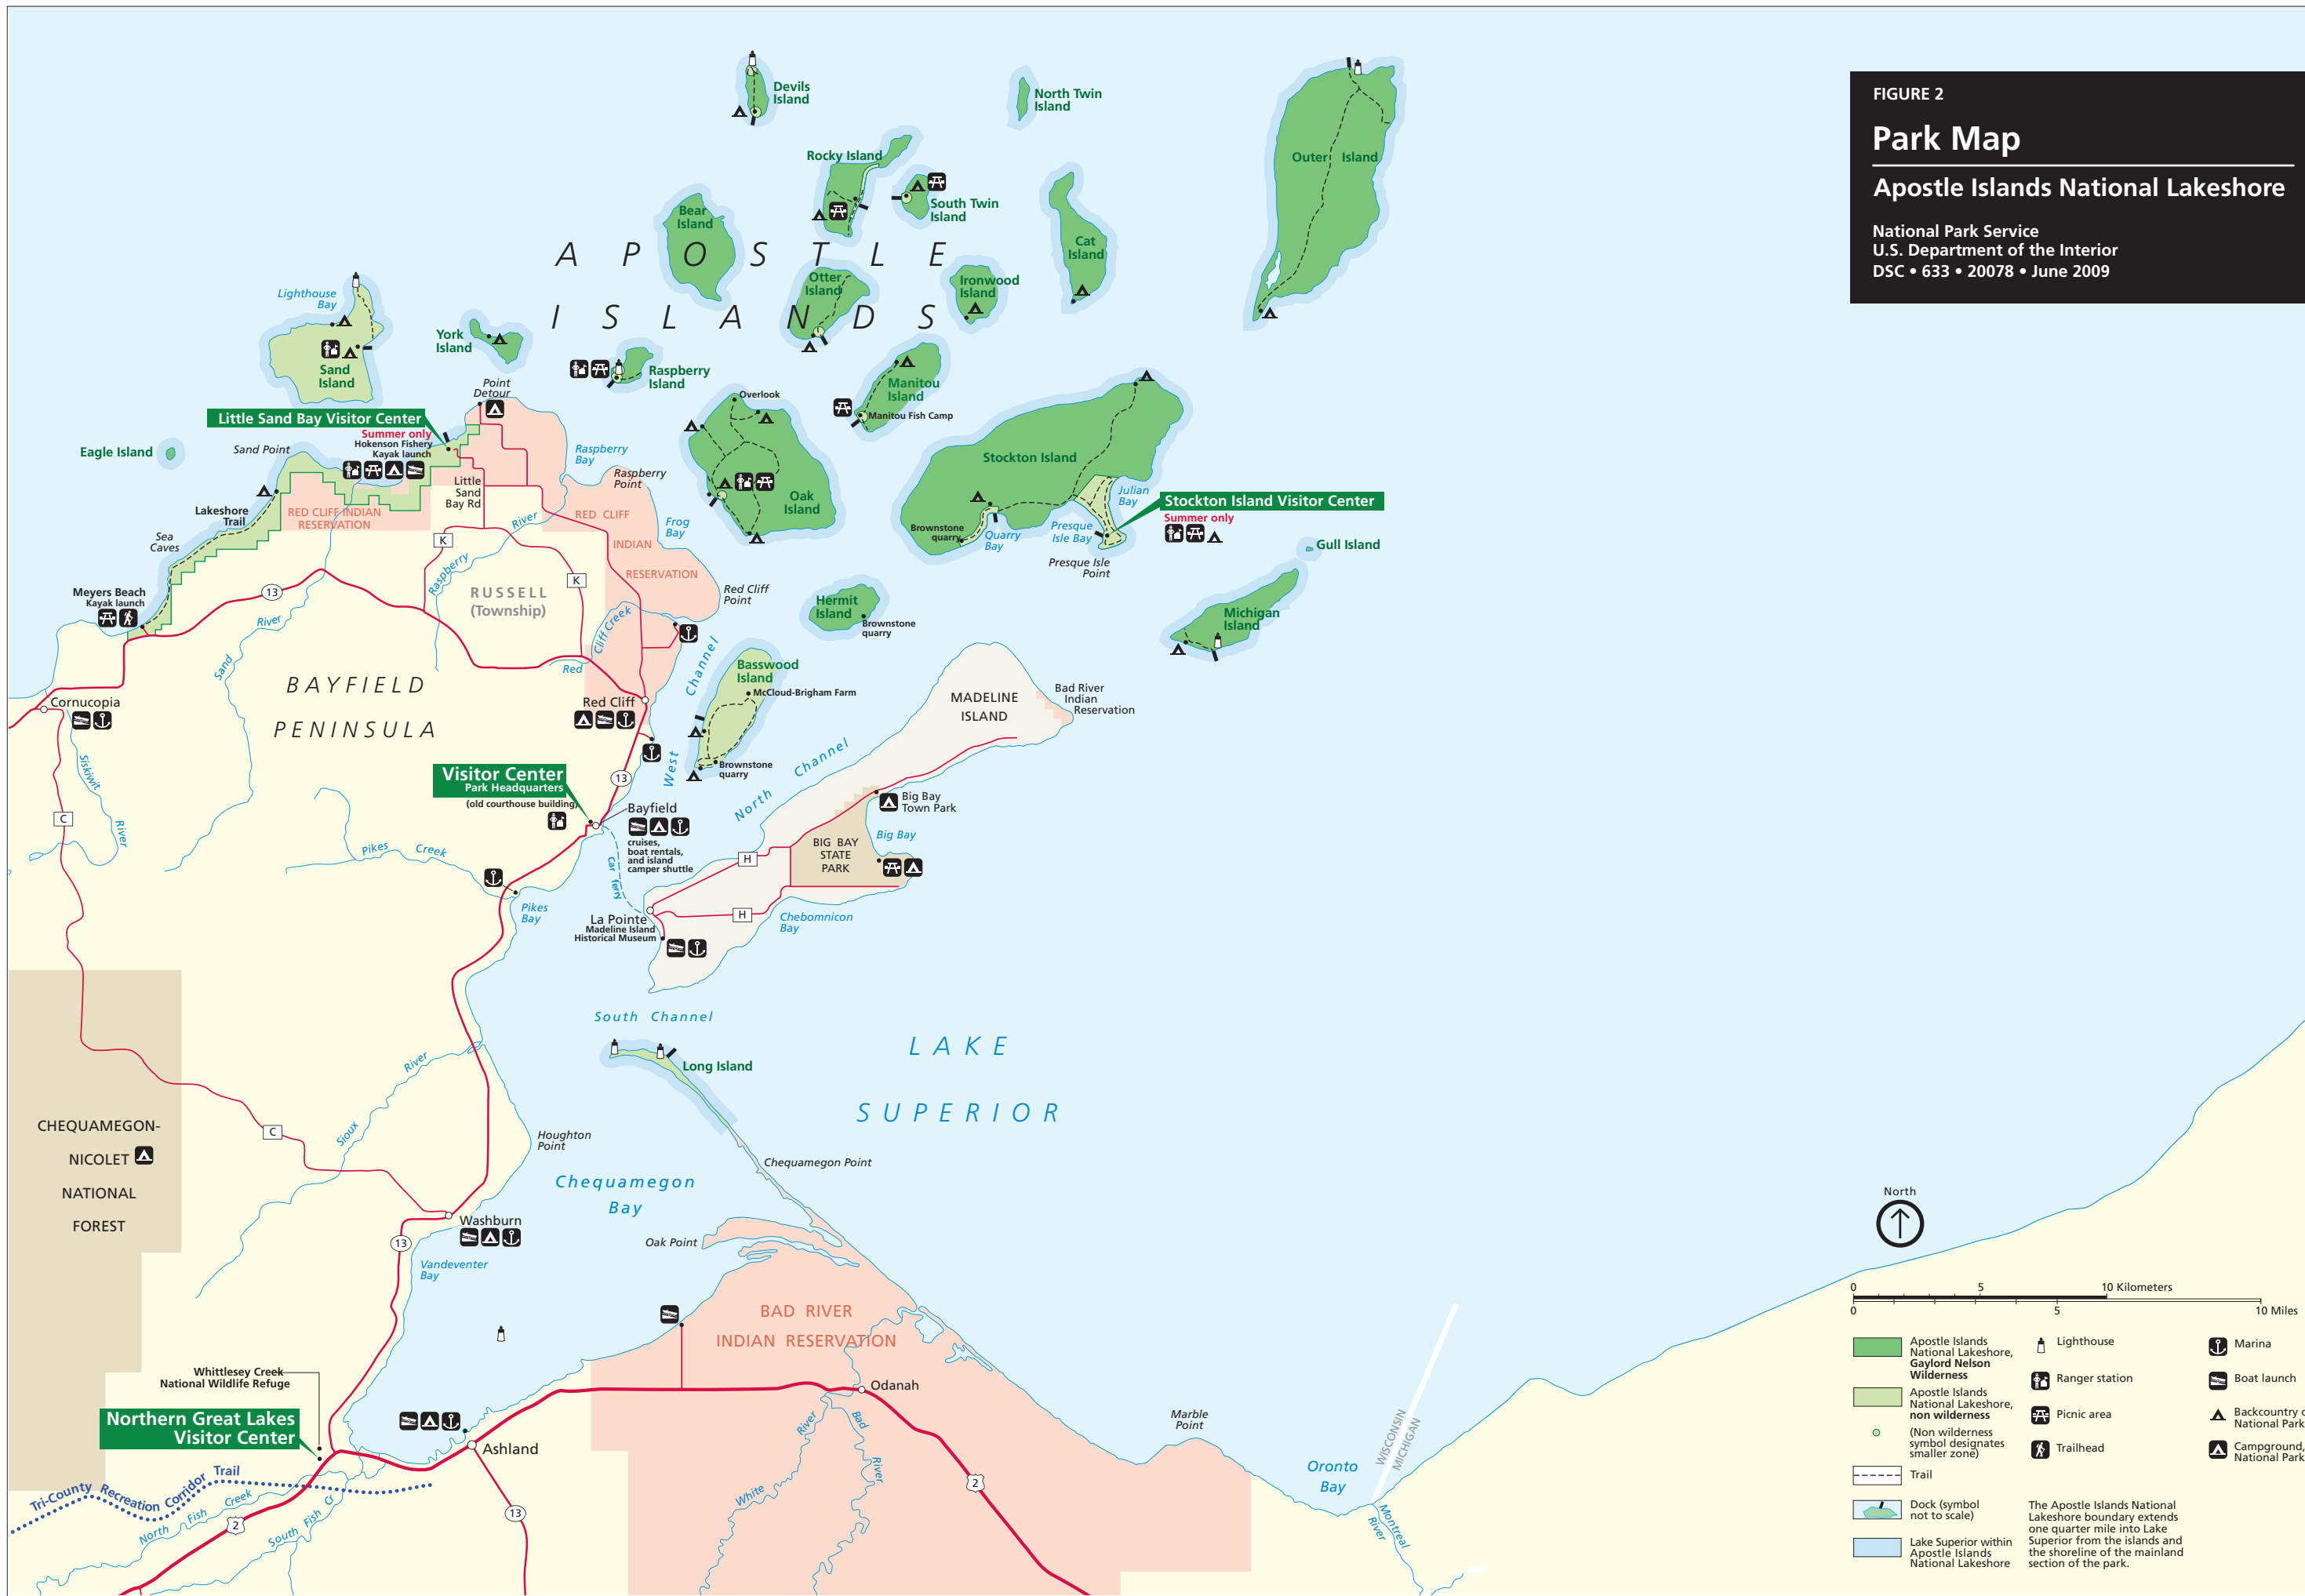 FIGURE 2
Park Map
Apostle Islands National Lakeshore
National Park Service
U.S. Department of the Interior
DSC • 633 • 20078 • June 2009
Devils
Island
North Twin
Island
Rocky Island
Outer Island
South Twin
Island
Bear
Island
Cat
Island
APOSTLE
ISLANDS
Otter
Island
Ironwood
Island
Lighthouse
Bay
York
Island
Sand
Island
Raspberry
Island
Manitou
Island
Manitou Fish Camp
Point
Detour
Overlook
Little Sand Bay Visitor Center
Summer only
Hokenson Fishery
Kayak launch
Eagle Island
Sand Point
Raspberry
Bay
Raspberry
Point
Stockton Island
Little
Sand
Bay Rd
Oak
Island
Julian
Bay
Stockton Island Visitor Center
Summer only
Lakeshore
Trail
RED CLIFF INDIAN
RESERVATION
RED CLIFF
INDIAN
RESERVATION
Frog
Bay
Brownstone
quarry
Quarry
Bay
Presque
Isle Bay
Presque Isle
Point
Gull Island
Sea
Caves
K
River
Raspberry
K
RUSSELL
(Township)
Red Cliff
Point
Meyers Beach
Kayak launch
13
River
Sand
Hermit
Island
Brownstone
quarry
Michigan
Island
Red
Cliff Creek
Channel
West
Basswood
Island
McCloud-Brigham Farm
Brownstone
quarry
BAYFIELD
PENINSULA
Cornucopia
Red Cliff
MADELINE
ISLAND
Bad River
Indian
Reservation
Siskiwit
River
C
Visitor Center
Park Headquarters
(old courthouse building)
13
Bayfield
cruises,
boat rentals,
and island
camper shuttle
North Channel
Big Bay
Town Park
Big Bay
BIG BAY
STATE
PARK
H
H
Pikes Creek
Car ferry
Pikes
Bay
La Pointe
Madeline Island
Historical Museum
Chebomnicon
Bay
South Channel
LAKE
SUPERIOR
Long Island
River
Sioux
CHEQUAMEGON-
NICOLET
NATIONAL
FOREST
C
Houghton
Point
Chequamegon Point
Chequamegon
Bay
Washburn
Oak Point
13
Vandeventer
Bay
BAD RIVER
INDIAN RESERVATION
Whittlesey Creek
National Wildlife Refuge
Northern Great Lakes
Visitor Center
Ashland
Odanah
River
White
Bad
River
Tri-County Recreation Corridor Trail
North Fish Creek
South Fish Cr
2
13
2
Marble
Point
Oronto
Bay
WISCONSIN
MICHIGAN
Montreal
River
North
0 5 10 Kilometers
0 5 10 Miles
Apostle Islands
National Lakeshore,
Gaylord Nelson
Wilderness
Apostle Islands
National Lakeshore,
non wilderness
(Non wilderness
symbol designates
smaller zone)
Trail
Dock (symbol
not to scale)
Lake Superior within
Apostle Islands
National Lakeshore
Lighthouse
Ranger station
Picnic area
Trailhead
The Apostle Islands National
Lakeshore boundary extends
one quarter mile into Lake
Superior from the islands and
the shoreline of the mainland
section of the park.
Marina
Boat launch
Backcountry
National Park
Campground,
National Park